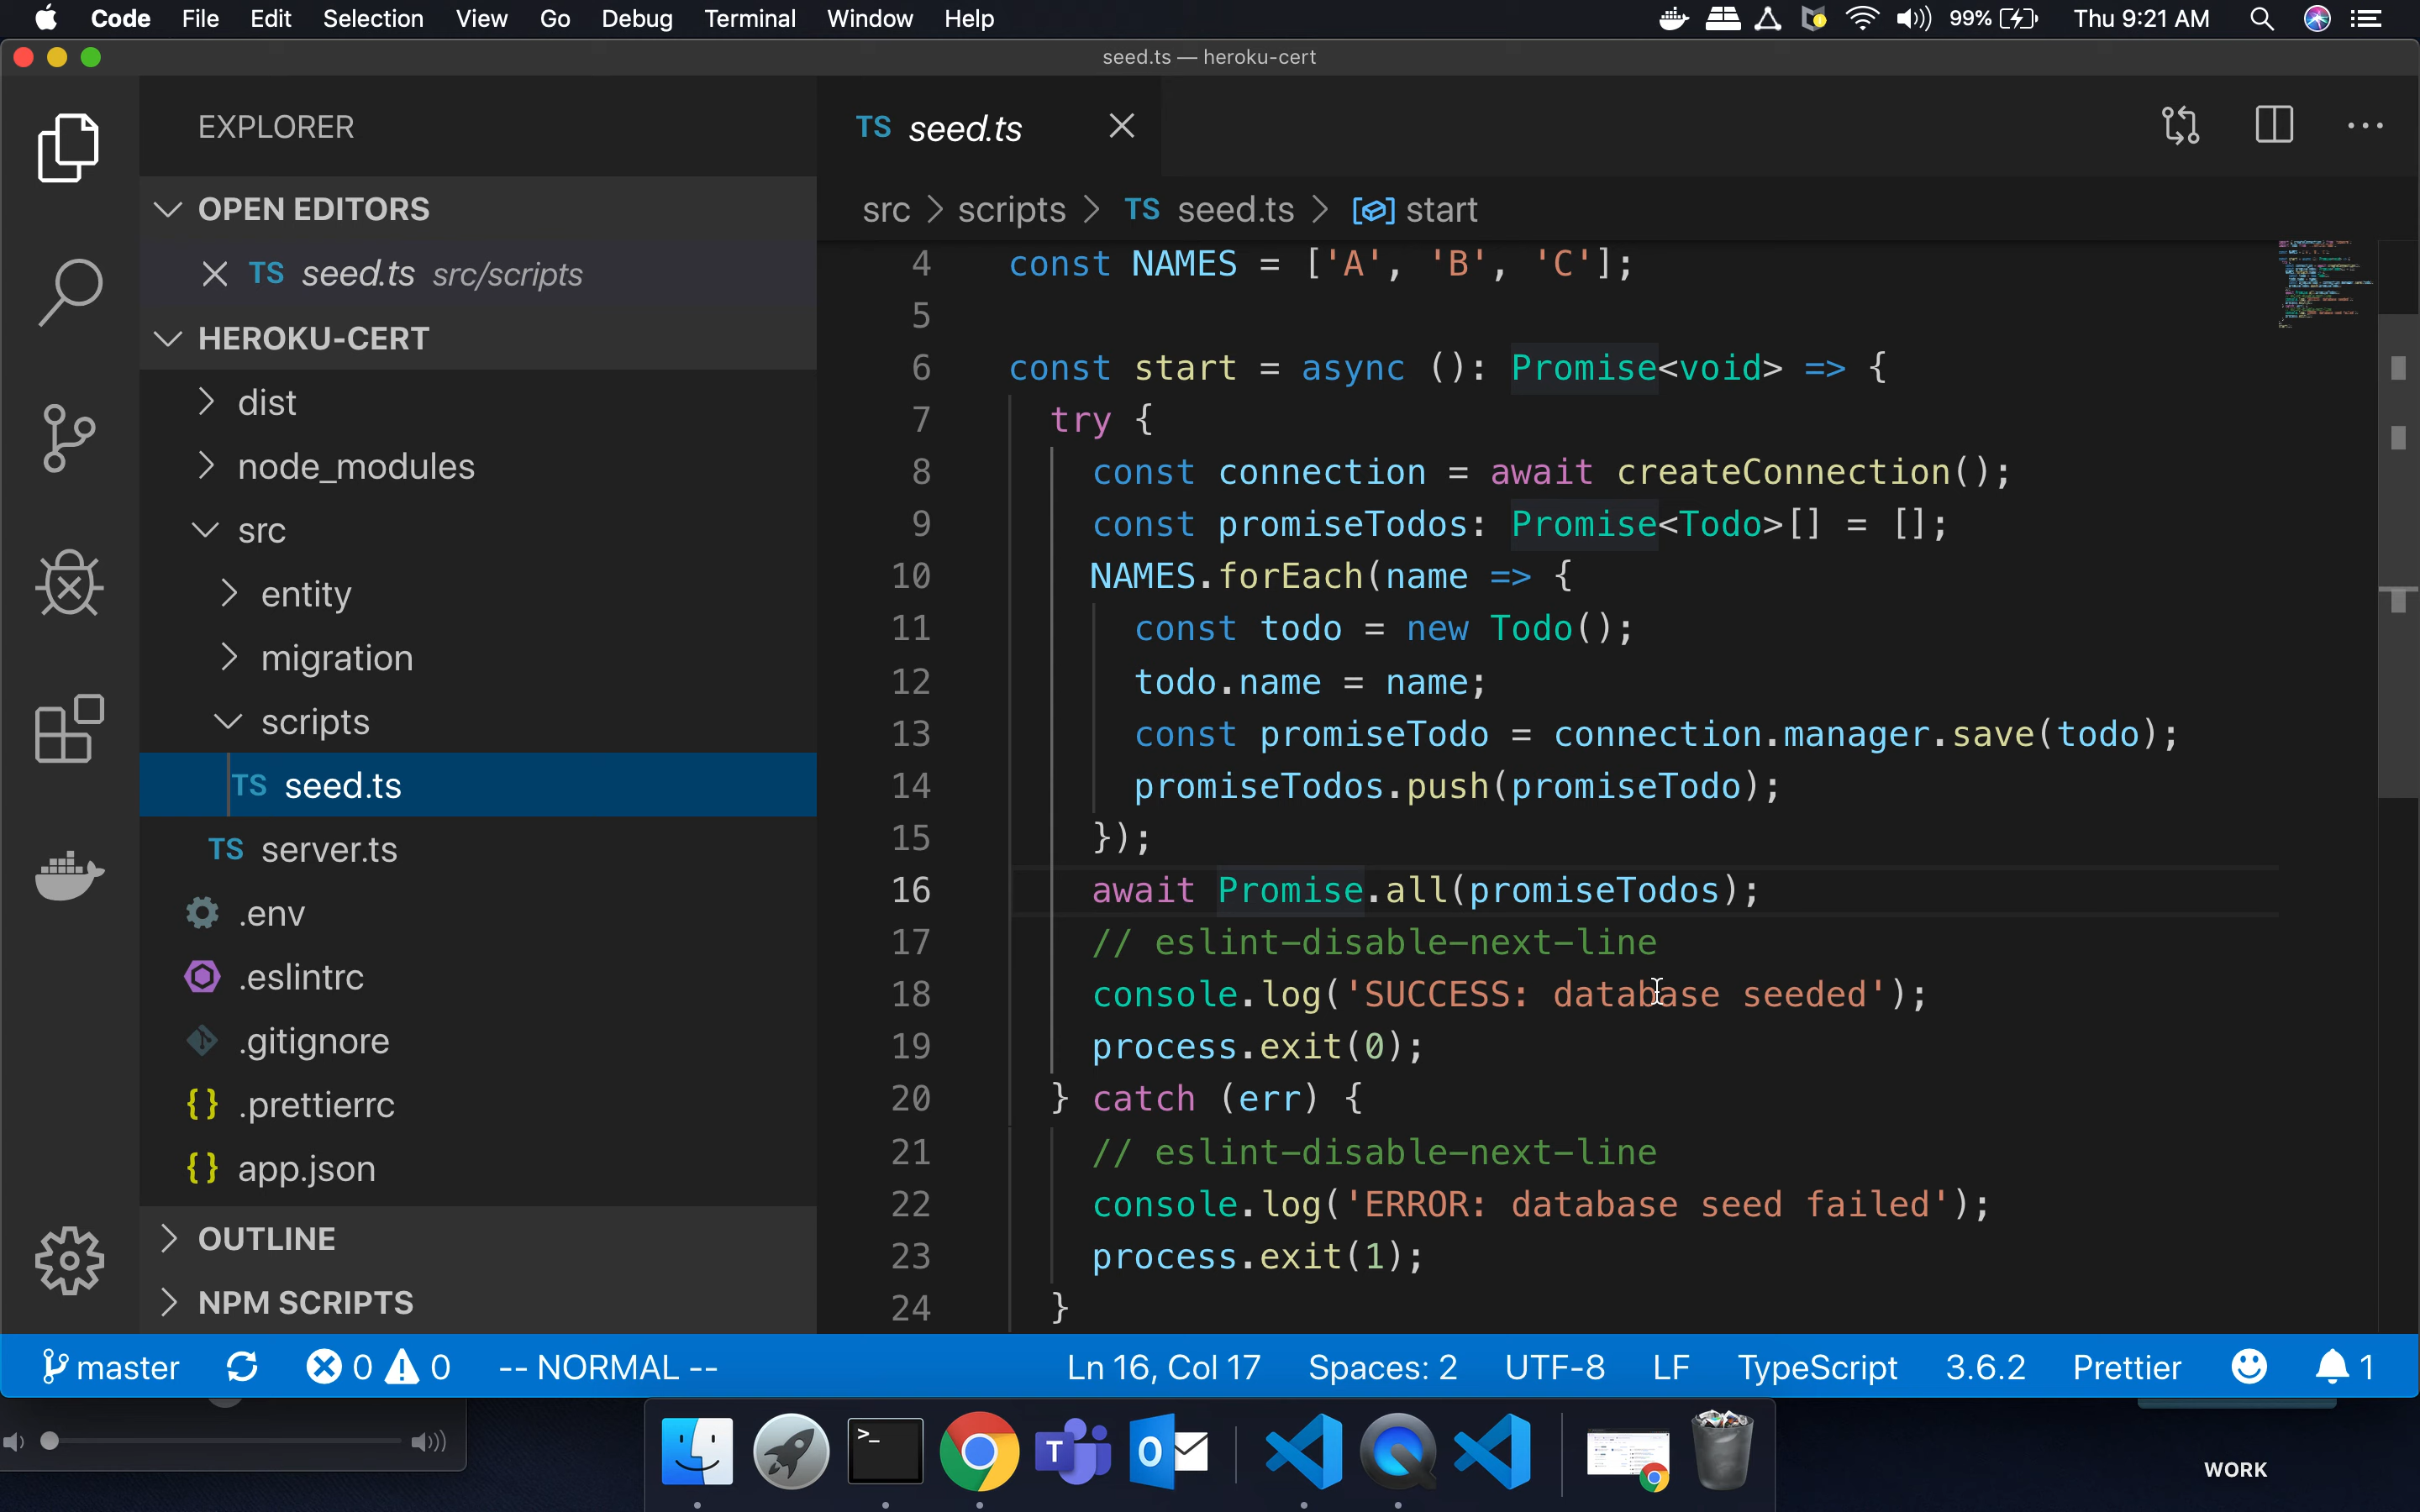 Code File Edit Selection View Go Debug Terminal Window Help 99% Thu 9:21 AM
seed.ts — heroku-cert
EXPLORER
OPEN EDITORS
TS seed.ts src/scripts
HEROKU-CERT
dist
node_modules
src
entity
migration
scripts
TS seed.ts
TS server.ts
.env
.eslintrc
.gitignore
{} .prettierrc
{} app.json
OUTLINE
NPM SCRIPTS
TS seed.ts
src > scripts > TS seed.ts > start
4 const NAMES = ['A', 'B', 'C'];
5
6 const start = async (): Promise<void> => {
7 try {
8 const connection = await createConnection();
9 const promiseTodos: Promise<Todo>[] = [];
10 NAMES.forEach(name => {
11 const todo = new Todo();
12 todo.name = name;
13 const promiseTodo = connection.manager.save(todo);
14 promiseTodos.push(promiseTodo);
15 });
16 await Promise.all(promiseTodos);
17 // eslint-disable-next-line
18 console.log('SUCCESS: database seeded');
19 process.exit(0);
20 } catch (err) {
21 // eslint-disable-next-line
22 console.log('ERROR: database seed failed');
23 process.exit(1);
24 }
master 0 0 -- NORMAL -- Ln 16, Col 17 Spaces: 2 UTF-8 LF TypeScript 3.6.2 Prettier 1
>_ T O
WORK